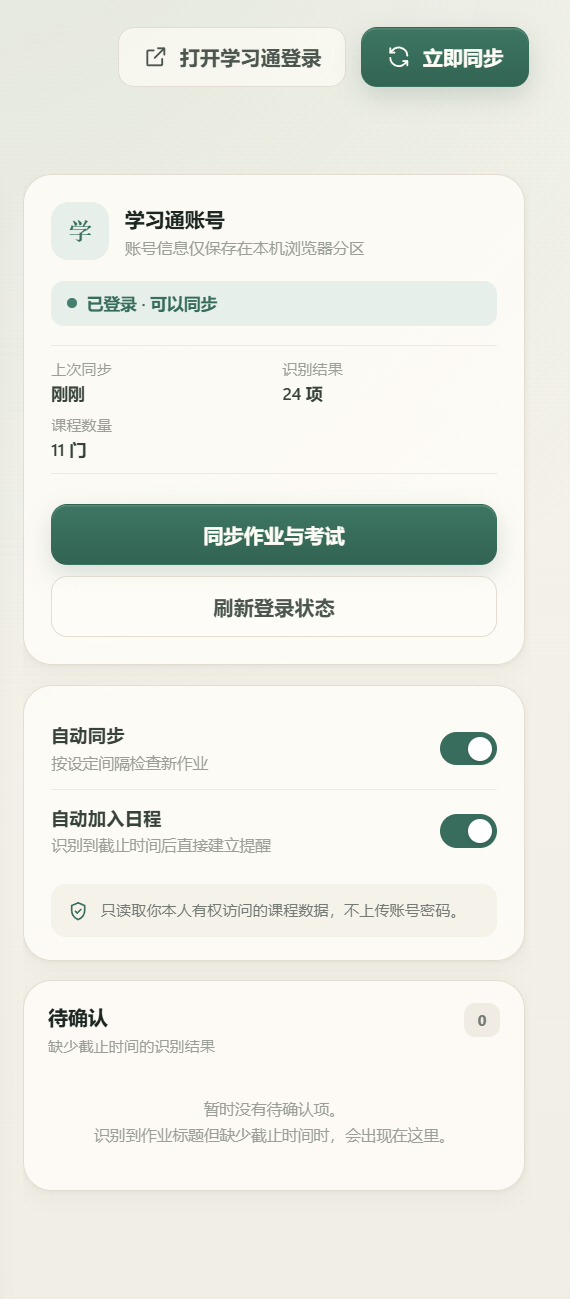 打开学习通登录
立即同步
学
学习通账号
账号信息仅保存在本机浏览器分区
已登录 · 可以同步
上次同步
刚刚
识别结果
24 项
课程数量
11 门
同步作业与考试
刷新登录状态
自动同步
按设定间隔检查新作业
自动加入日程
识别到截止时间后直接建立提醒
只读取你本人有权访问的课程数据，不上传账号密码。
待确认
0
缺少截止时间的识别结果
暂时没有待确认项。
识别到作业标题但缺少截止时间时，会出现在这里。